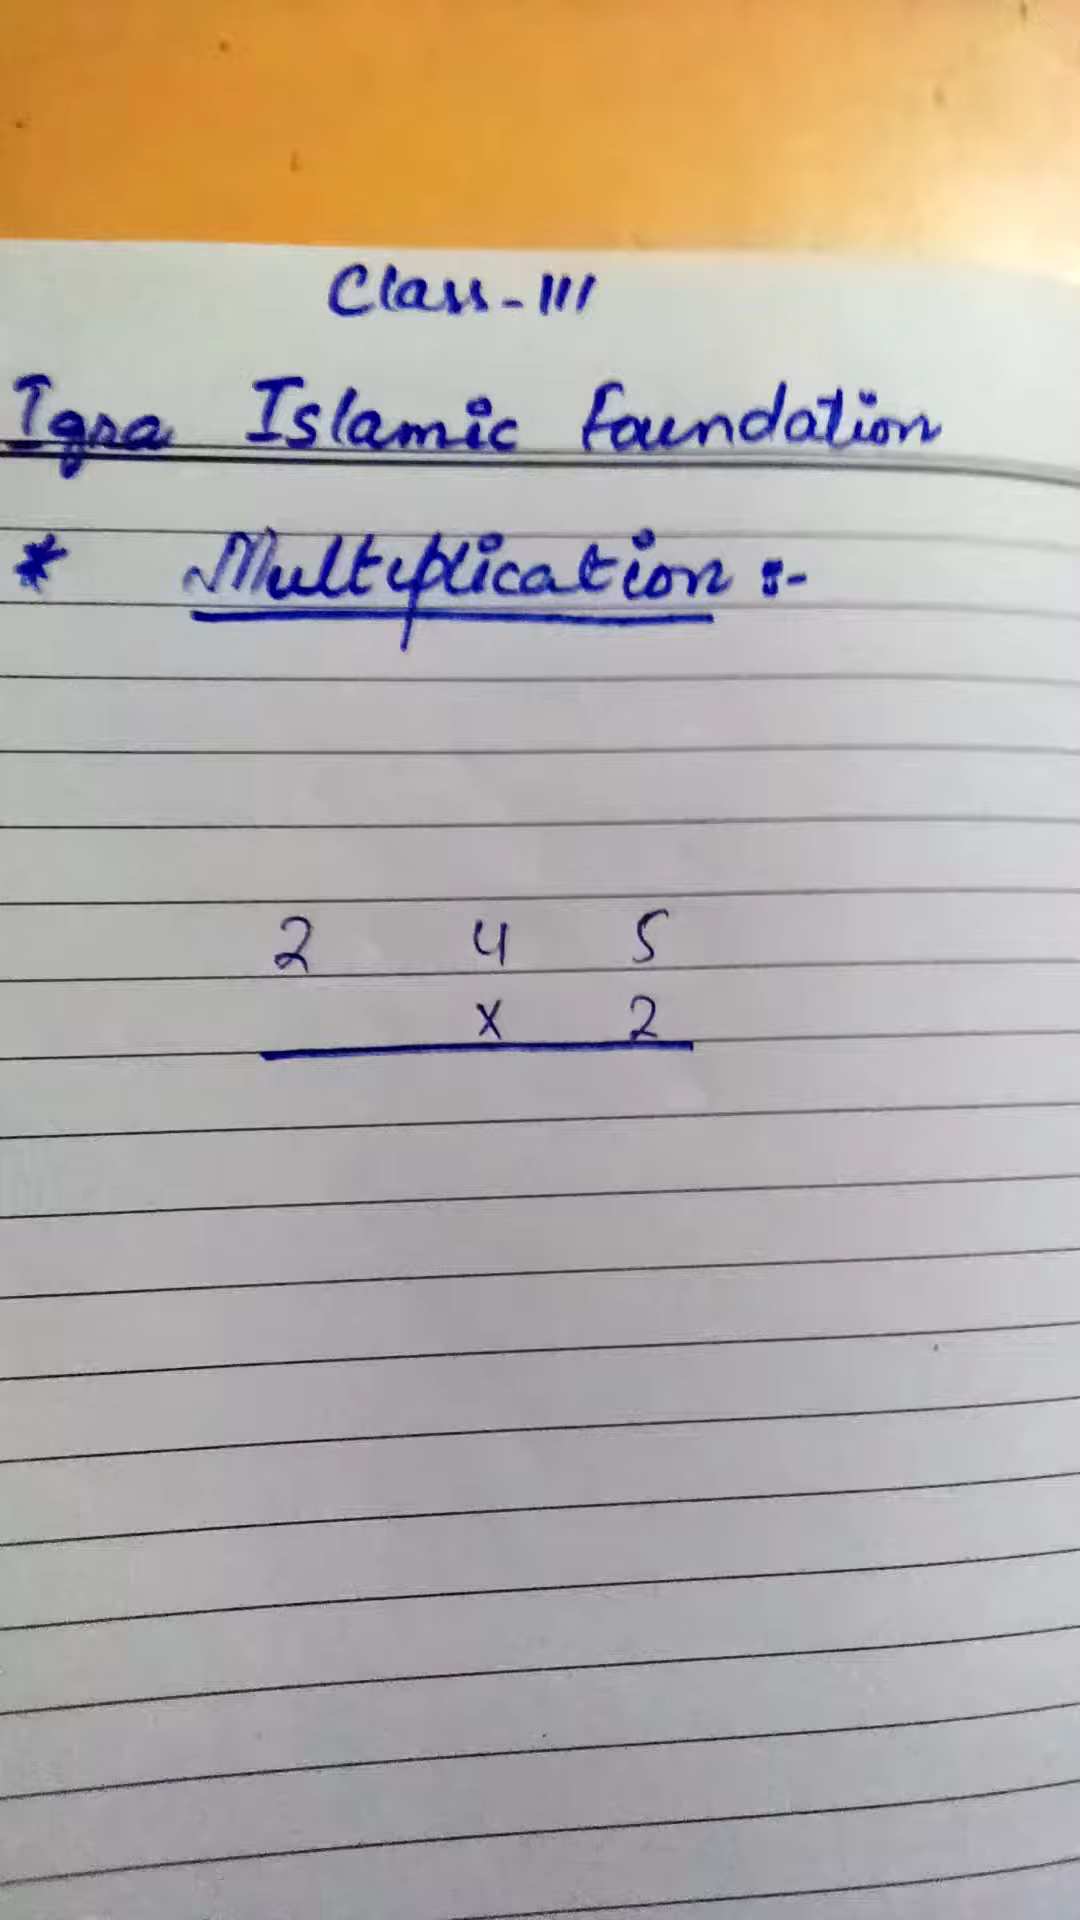 Class-III
Iqra Islamic foundation
* Multiplication :-
2 4 5
x 2